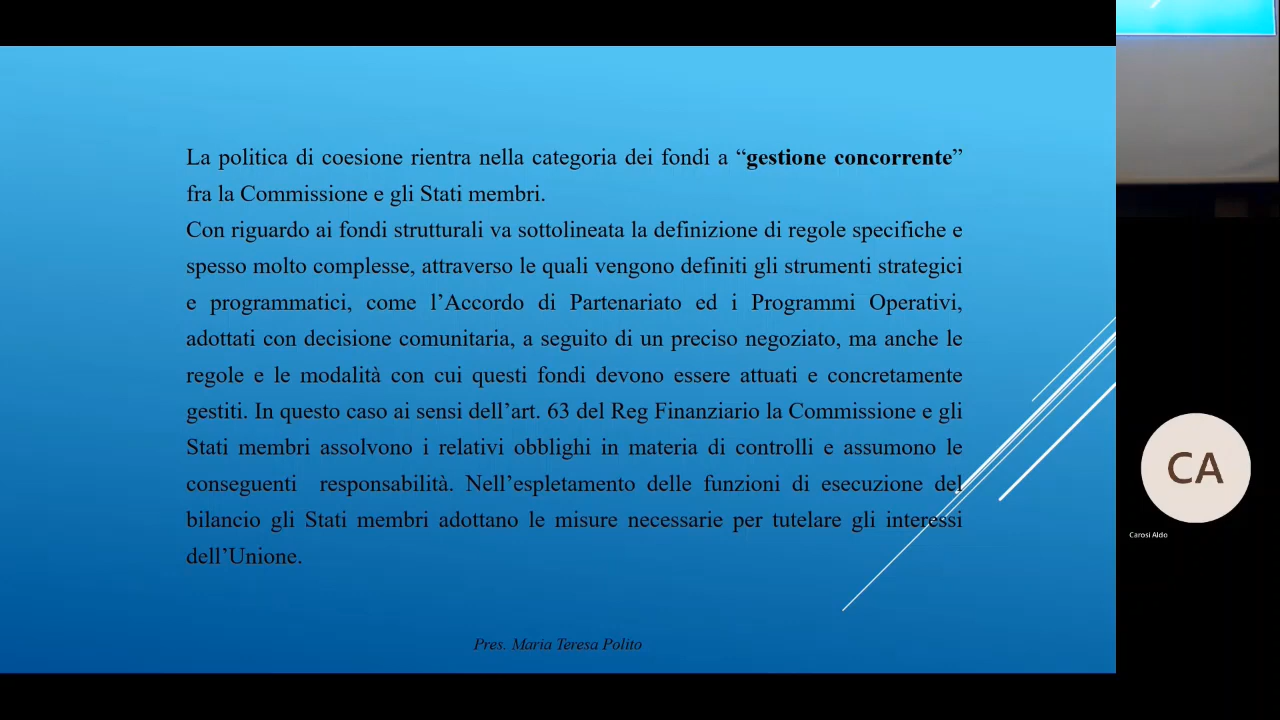 La politica di coesione rientra nella categoria dei fondi a “gestione concorrente”
fra la Commissione e gli Stati membri.
Con riguardo ai fondi strutturali va sottolineata la definizione di regole specifiche e
spesso molto complesse, attraverso le quali vengono definiti gli strumenti strategici
e programmatici, come l’Accordo di Partenariato ed i Programmi Operativi,
adottati con decisione comunitaria, a seguito di un preciso negoziato, ma anche le
regole e le modalità con cui questi fondi devono essere attuati e concretamente
gestiti. In questo caso ai sensi dell’art. 63 del Reg Finanziario la Commissione e gli
Stati membri assolvono i relativi obblighi in materia di controlli e assumono le
conseguenti responsabilità. Nell’espletamento delle funzioni di esecuzione del
bilancio gli Stati membri adottano le misure necessarie per tutelare gli interessi
dell’Unione.
Pres. Maria Teresa Polito
CA
Carosi Aldo